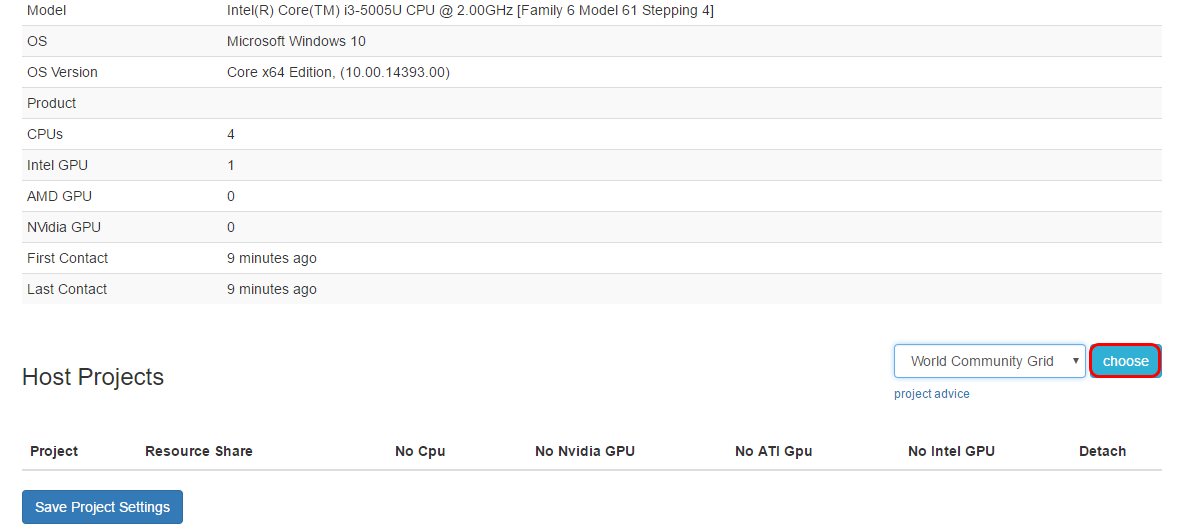 Model Intel(R) Core(TM) i3-5005U CPU @ 2.00GHz [Family 6 Model 61 Stepping 4]
OS Microsoft Windows 10
OS Version Core x64 Edition, (10.00.14393.00)
Product
CPUs 4
Intel GPU 1
AMD GPU 0
NVidia GPU 0
First Contact 9 minutes ago
Last Contact 9 minutes ago
World Community Grid choose
Host Projects
project advice
Project Resource Share No Cpu No Nvidia GPU No ATI Gpu No Intel GPU Detach
Save Project Settings